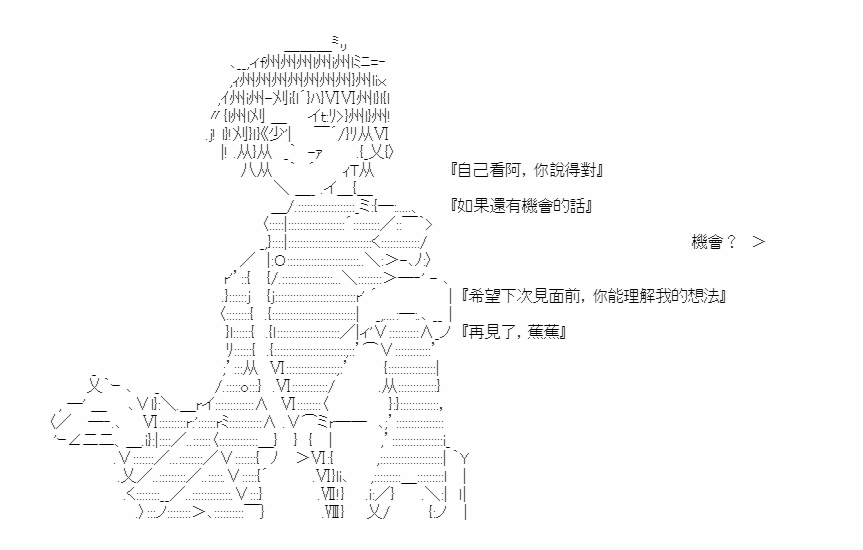 『自己看阿, 你說得對』
『如果還有機會的話』
機會？ ＞
『希望下次見面前, 你能理解我的想法』
『再見了, 蕉蕉』